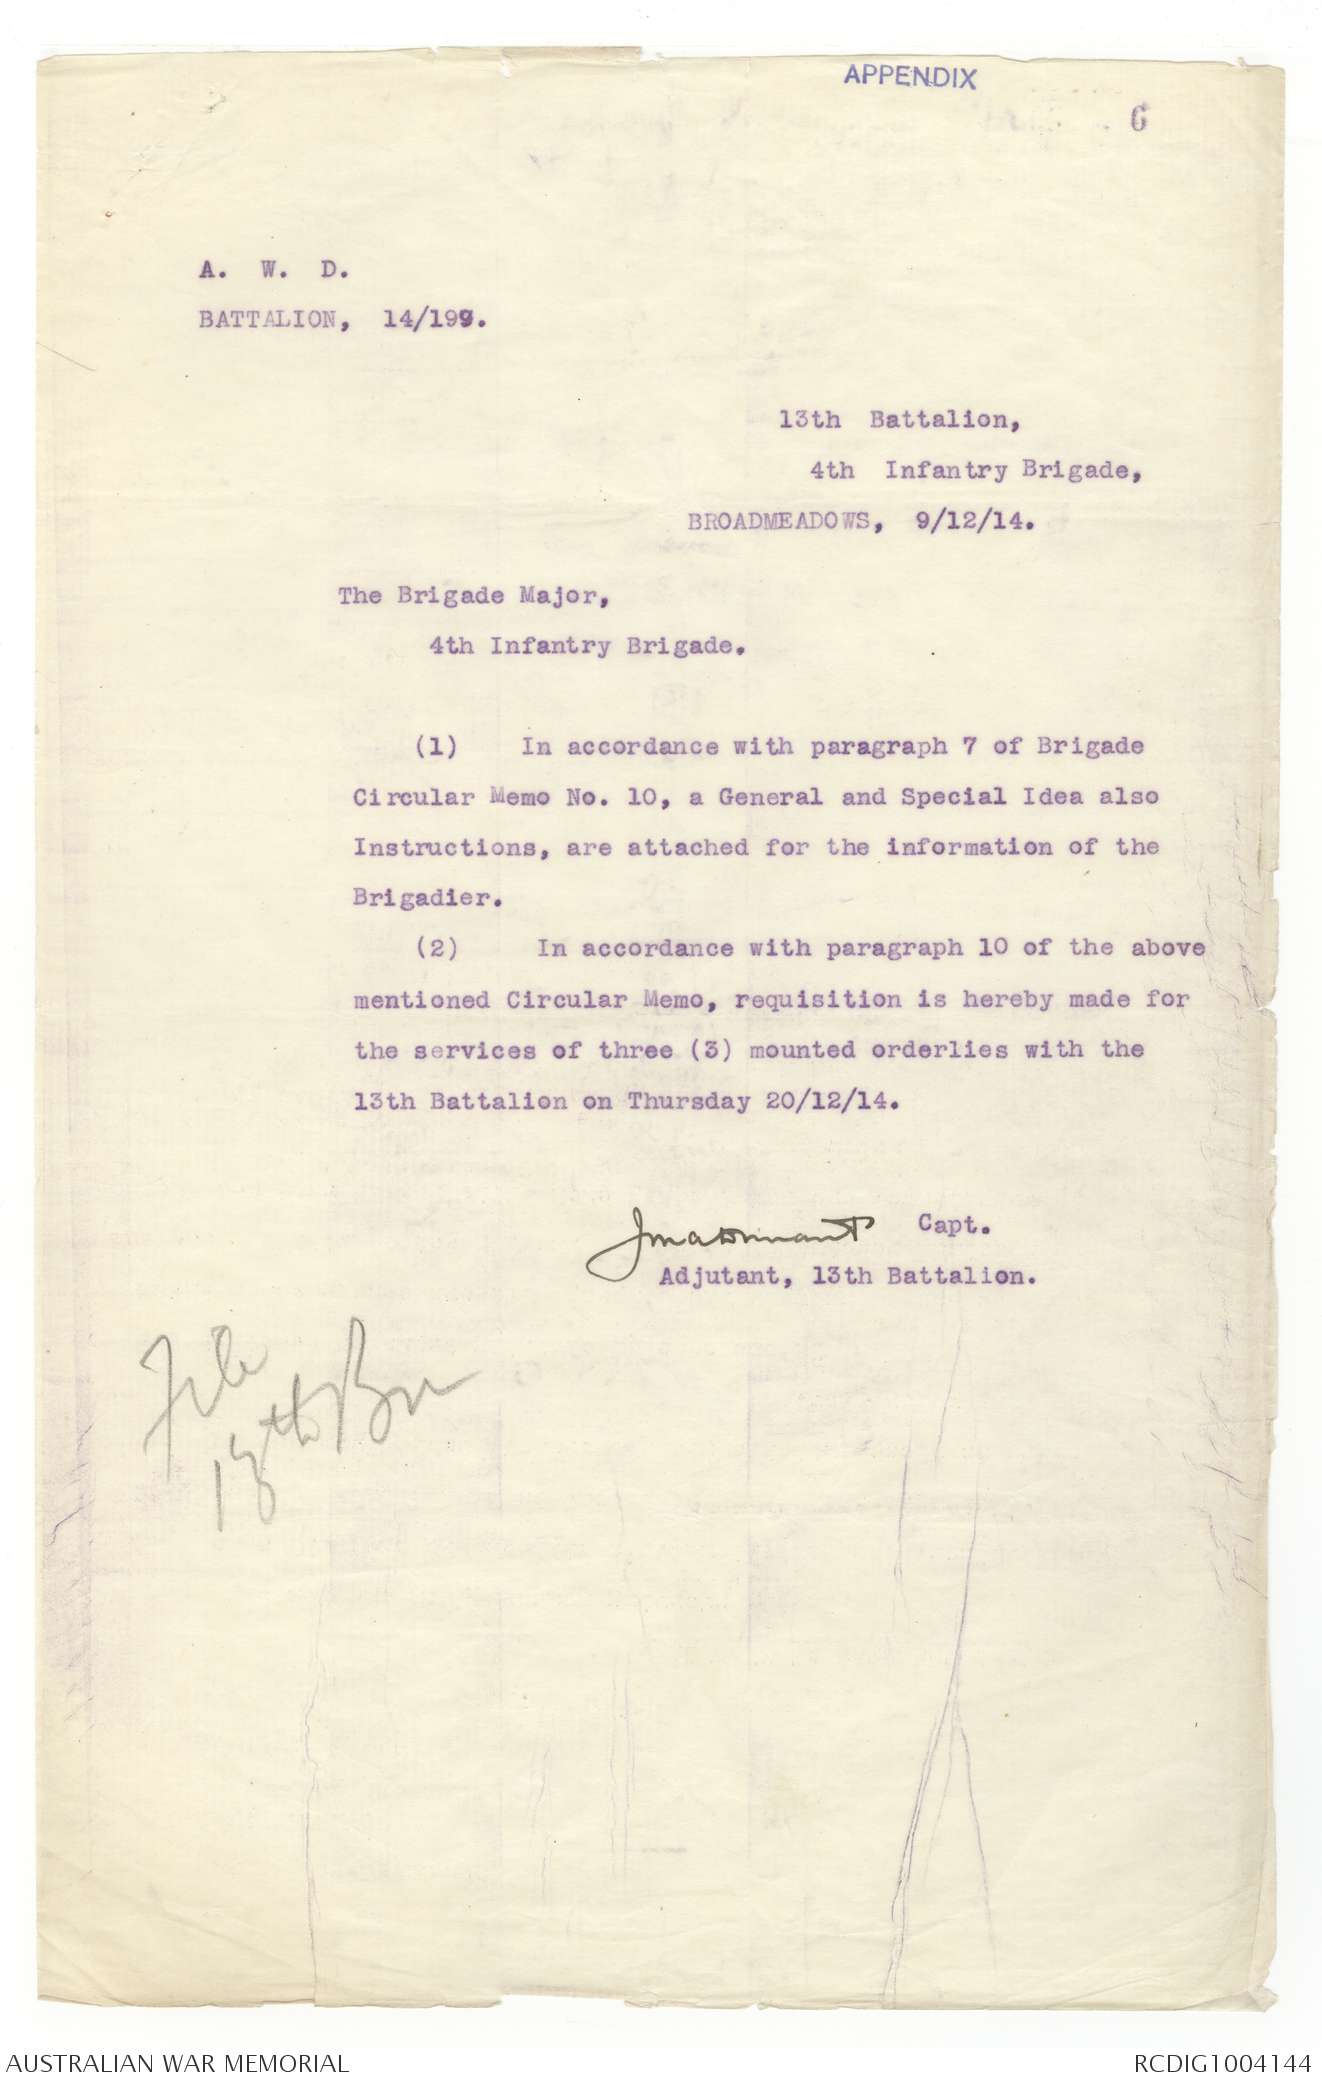 APPENDIX
6
A. W. D.
BATTALION, 14/199.
13th Battalion,
4th Infantry Brigade,
BROADMEADOWS, 9/12/14.
The Brigade Major,
4th Infantry Brigade.
(1) In accordance with paragraph 7 of Brigade
Circular Memo No. 10, a General and Special Idea also
Instructions, are attached for the information of the
Brigadier.
(2) In accordance with paragraph 10 of the above
mentioned Circular Memo, requisition is hereby made for
the services of three (3) mounted orderlies with the
13th Battalion on Thursday 20/12/14.
Capt.
Adjutant, 13th Battalion.
File
13th Bn
AUSTRALIAN WAR MEMORIAL
RCDIG1004144